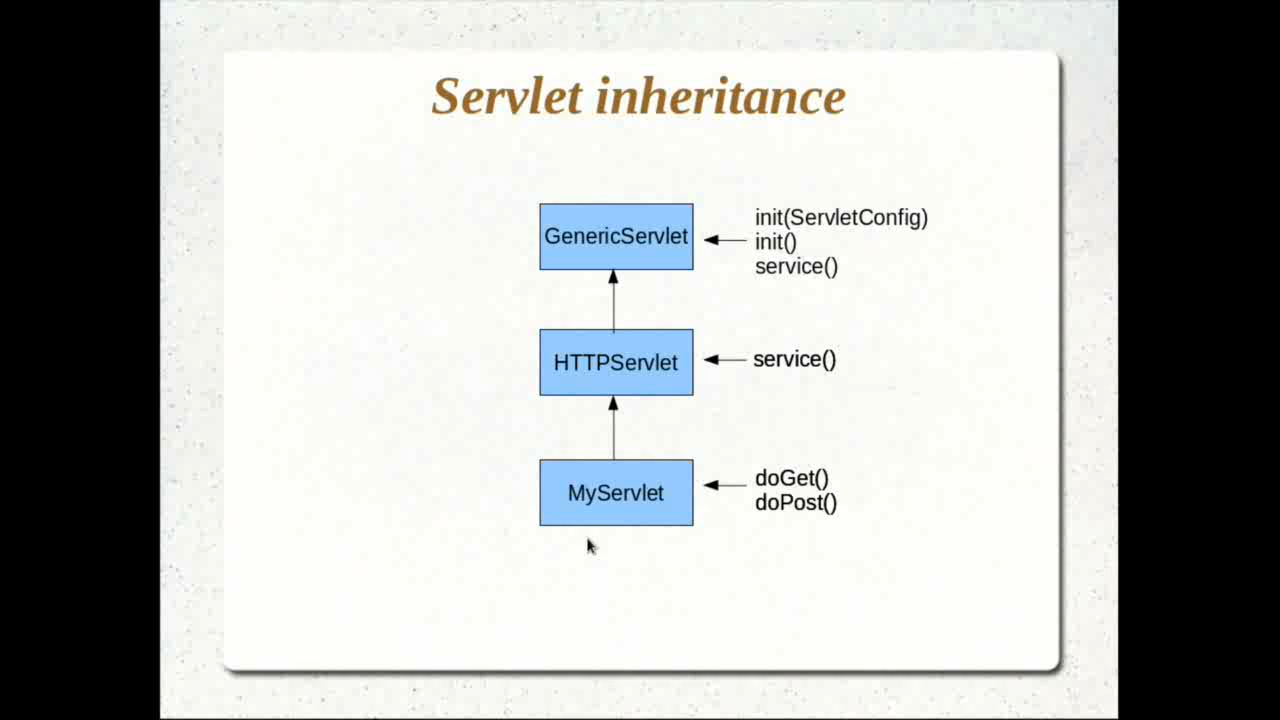 Servlet inheritance
GenericServlet
init(ServletConfig)
init()
service()
HTTPServlet
service()
MyServlet
doGet()
doPost()